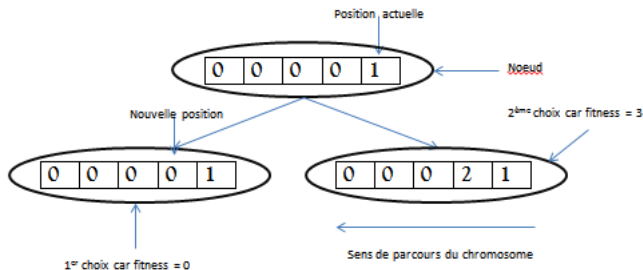 Position actuelle
0 0 0 0 1
Noeud
Nouvelle position
2ème choix car fitness = 3
0 0 0 0 1
0 0 0 2 1
Sens de parcours du chromosome
1er choix car fitness = 0